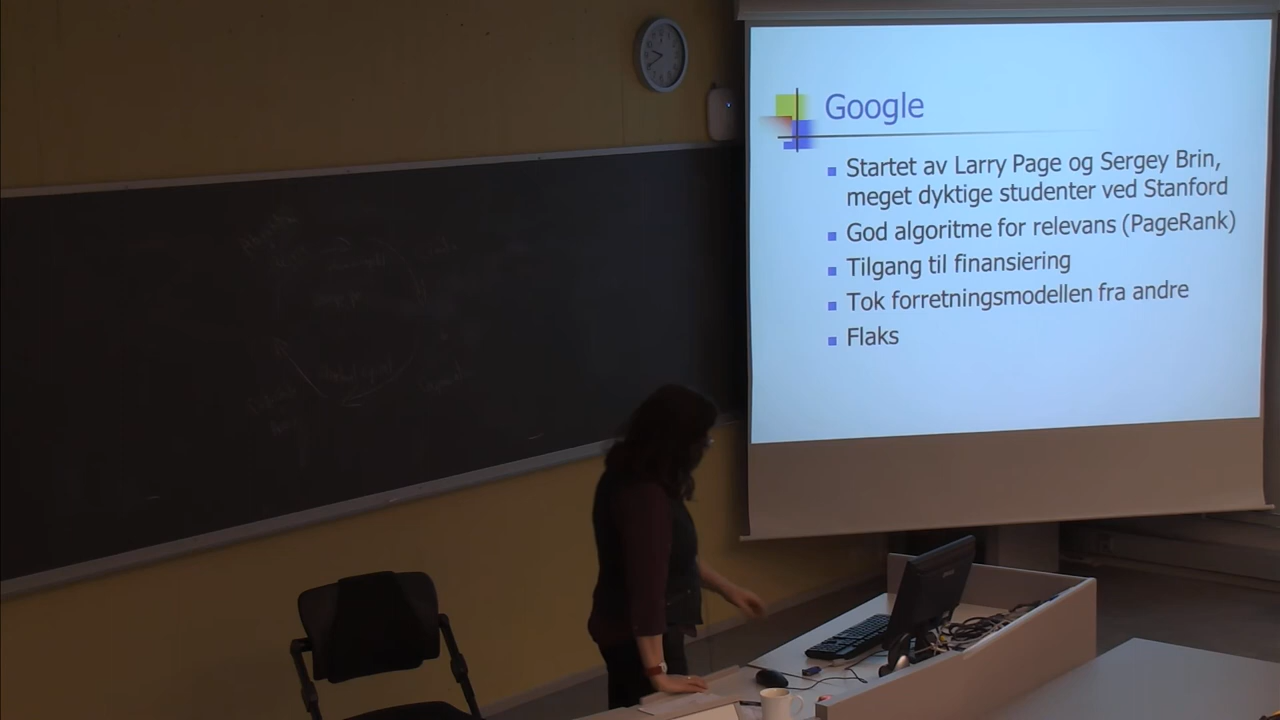 Google
Startet av Larry Page og Sergey Brin,
meget dyktige studenter ved Stanford
God algoritme for relevans (PageRank)
Tilgang til finansiering
Tok forretningsmodellen fra andre
Flaks